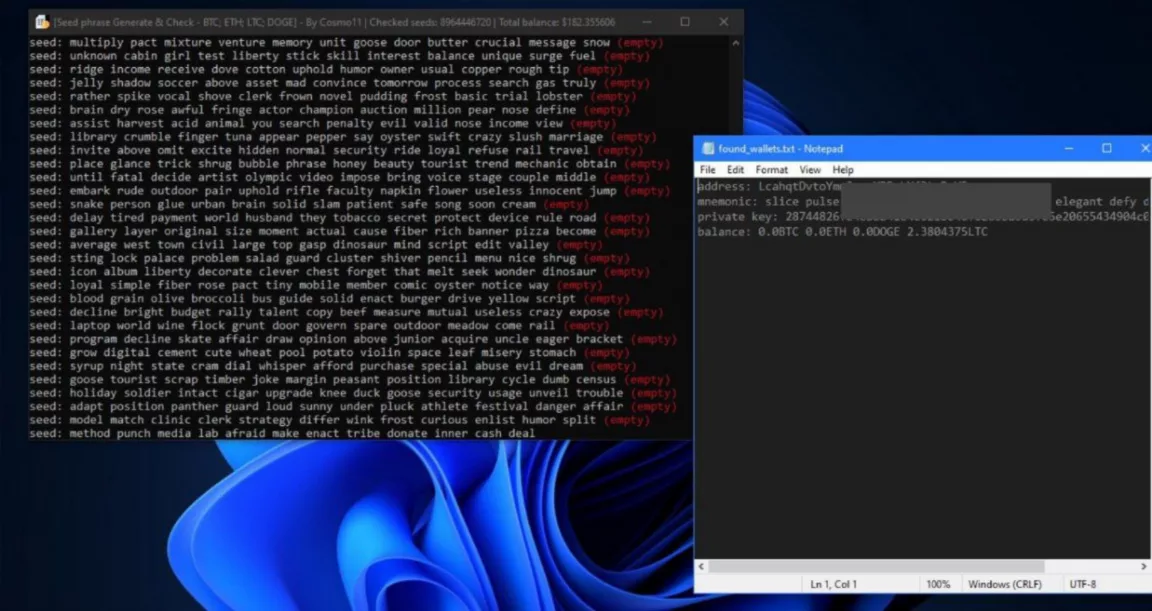 [Seed phrase Generate & Check - BTC; ETH; LTC; DOGE] - By Cosmo11 | Checked seeds: 8964446720 | Total balance: $162.355606
seed: multiply pact mixture venture memory unit goose door butter crucial message snow (empty)
seed: unknown cabin girl test liberty stick skill interest balance unique surge fuel (empty)
seed: ridge income receive dove cotton uphold humor owner usual copper rough tip (empty)
seed: jelly shadow soccer above asset mad convince tomorrow process search gas truly (empty)
seed: rather spike vocal shove clerk frown novel pudding frost basic trial lobster (empty)
seed: brain dry rose awful fringe actor champion auction million pear nose define (empty)
seed: assist harvest acid animal you search penalty evil valid nose income view (empty)
seed: library crumble finger tuna appear pepper say oyster swift crazy slush marriage (empty)
seed: invite above omit excite hidden normal security ride loyal refuse rail travel (empty)
seed: place glance trick shrug bubble phrase honey beauty tourist trend mechanic obtain (empty)
seed: until fatal decide artist olympic video impose bring voice stage couple middle (empty)
seed: embark rude outdoor pair uphold rifle faculty napkin flower useless innocent jump (empty)
seed: snake person glue urban brain solid slam patient safe song soon cream (empty)
seed: delay tired payment world husband they tobacco secret protect device rule road (empty)
seed: gallery layer original size moment actual cause fiber rich banner pizza become (empty)
seed: average west town civil large top gasp dinosaur mind script edit valley (empty)
seed: sting lock palace problem salad guard cluster shiver pencil menu nice shrug (empty)
seed: icon album liberty decorate clever chest forget that melt seek wonder dinosaur (empty)
seed: loyal simple fiber rose pact tiny mobile member comic oyster notice way (empty)
seed: blood grain olive broccoli bus guide solid enact burger drive yellow script (empty)
seed: decline bright budget rally talent copy beef measure mutual useless crazy expose (empty)
seed: laptop world wine flock grunt door govern spare outdoor meadow come rail (empty)
seed: program decline skate affair draw opinion above junior acquire uncle eager bracket (empty)
seed: grow digital cement cute wheat pool potato violin space leaf misery stomach (empty)
seed: syrup night state cram dial whisper afford purchase special abuse evil dream (empty)
seed: goose tourist scrap timber joke margin peasant position library cycle dumb census (empty)
seed: holiday soldier intact cigar upgrade knee duck goose security usage unveil trouble (empty)
seed: adapt position panther guard loud sunny under pluck athlete festival danger affair (empty)
seed: model match clinic clerk strategy differ wink frost curious enlist humor split (empty)
seed: method punch media lab afraid make enact tribe donate inner cash deal
found_wallets.txt - Notepad
File Edit Format View Help
address:
mnemonic: slice pulse elegant defy d
private key:
balance: 0.0BTC 0.0ETH 0.0DOGE 2.3804375LTC
Ln 1, Col 1 100% Windows (CRLF) UTF-8